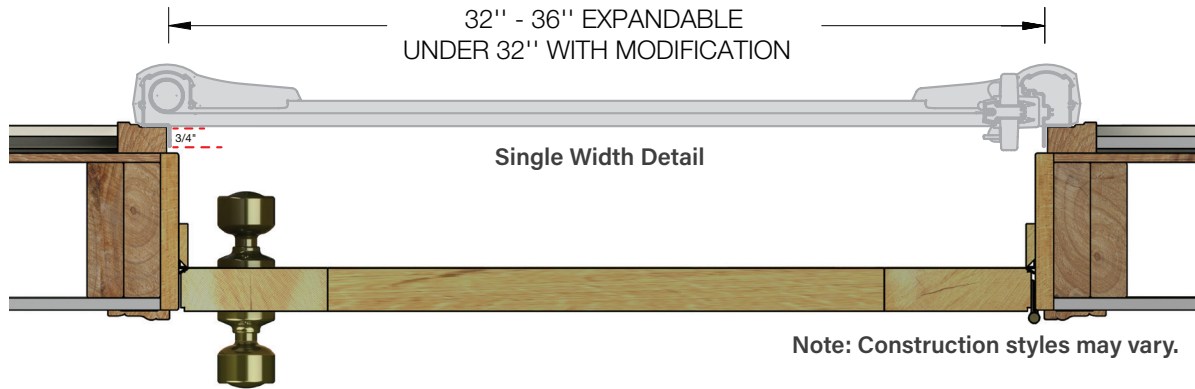 32'' - 36'' EXPANDABLE
UNDER 32'' WITH MODIFICATION
3/4"
Single Width Detail
Note: Construction styles may vary.